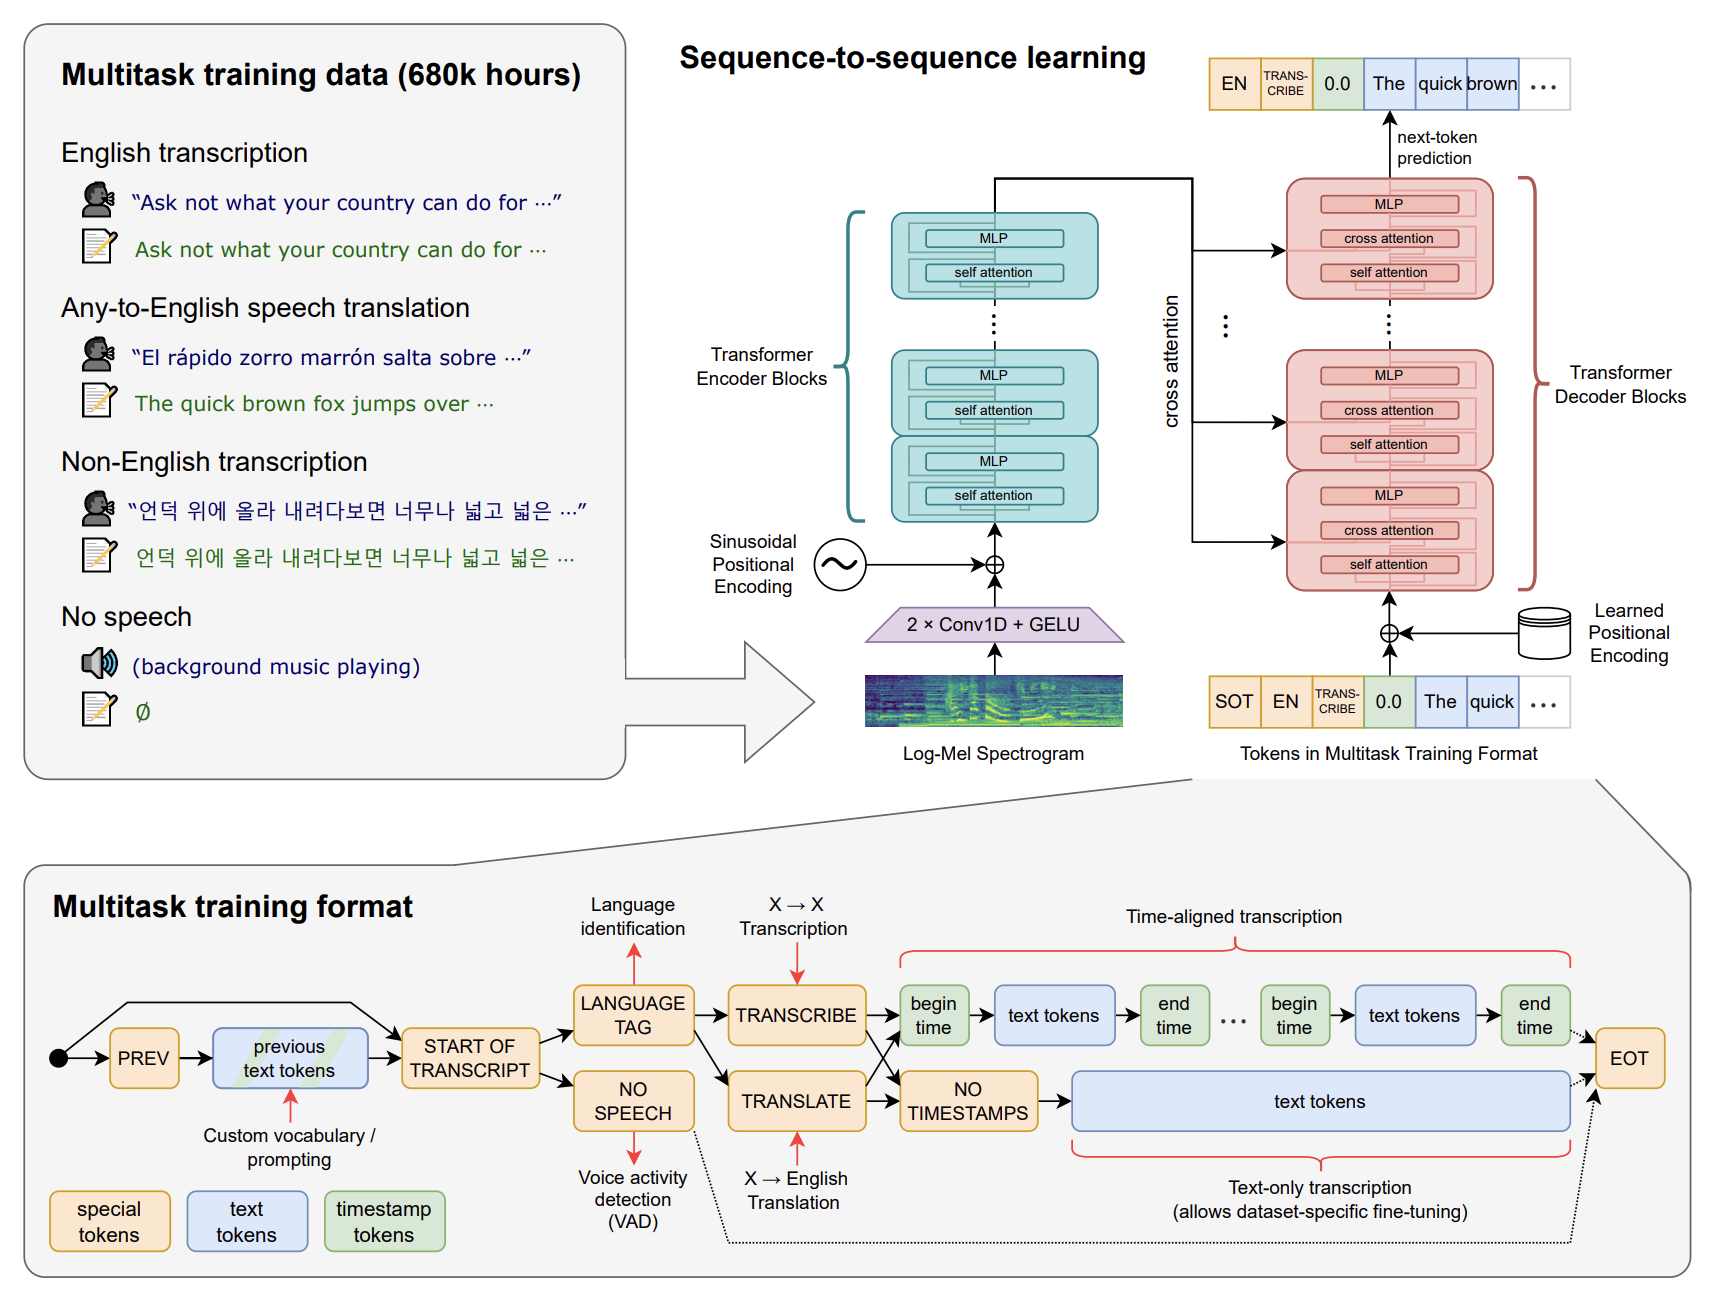 Multitask training data (680k hours)
English transcription
“Ask not what your country can do for ⋯”
Ask not what your country can do for ⋯
Any-to-English speech translation
“El rápido zorro marrón salta sobre ⋯”
The quick brown fox jumps over ⋯
Non-English transcription
“언덕 위에 올라 내려다보면 너무나 넓고 넓은 ⋯”
언덕 위에 올라 내려다보면 너무나 넓고 넓은 ⋯
No speech
(background music playing)
∅
Sequence-to-sequence learning
EN TRANS-CRIBE 0.0 The quick brown ⋯
next-token
prediction
MLP
self attention
⋮
MLP
self attention
MLP
self attention
Transformer
Encoder Blocks
Sinusoidal
Positional
Encoding
2 × Conv1D + GELU
Log-Mel Spectrogram
cross attention
⋮
MLP
cross attention
self attention
⋮
MLP
cross attention
self attention
MLP
cross attention
self attention
Transformer
Decoder Blocks
Learned
Positional
Encoding
SOT EN TRANS-CRIBE 0.0 The quick ⋯
Tokens in Multitask Training Format
Multitask training format
Language
identification
X → X
Transcription
Time-aligned transcription
PREV
previous
text tokens
START OF
TRANSCRIPT
LANGUAGE
TAG
NO
SPEECH
TRANSCRIBE
TRANSLATE
begin
time
text tokens
end
time
⋯
begin
time
text tokens
end
time
NO
TIMESTAMPS
text tokens
EOT
Custom vocabulary /
prompting
Voice activity
detection
(VAD)
X → English
Translation
Text-only transcription
(allows dataset-specific fine-tuning)
special
tokens
text
tokens
timestamp
tokens